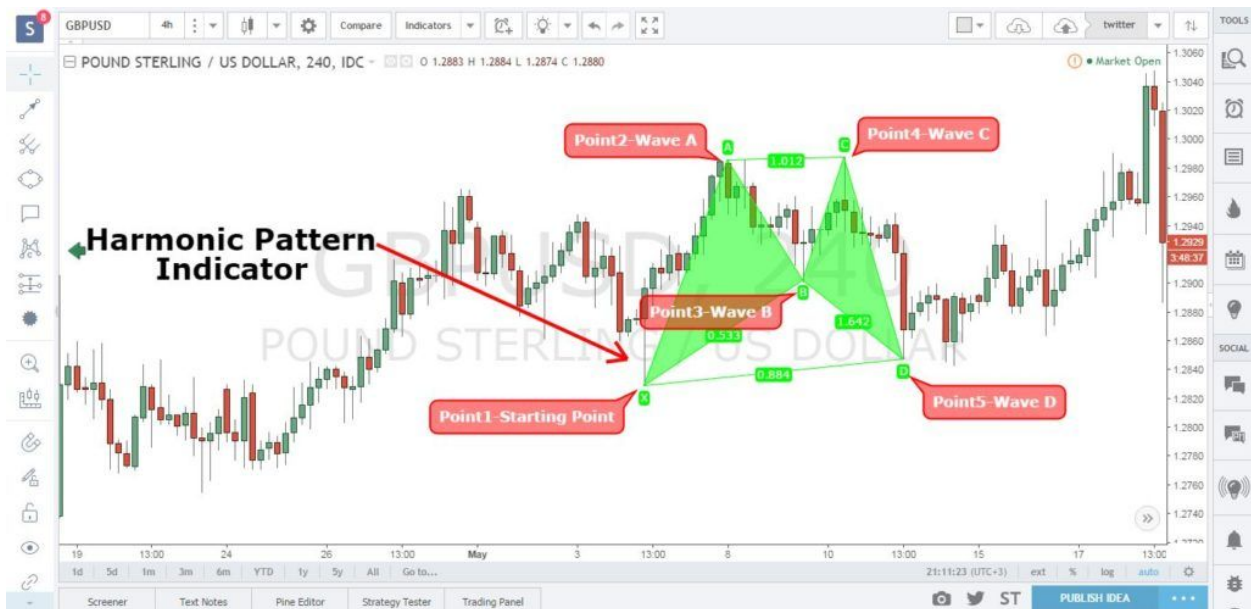 S 8 GBPUSD 4h Compare Indicators twitter TOOLS
POUND STERLING / US DOLLAR, 240, IDC O 1.2883 H 1.2884 L 1.2874 C 1.2880
Market Open
1.3060
1.3040
1.3020
1.3000
1.2980
1.2960
1.2940
1.2929
3:48:37
1.2900
1.2880
1.2860
1.2840
1.2820
1.2800
1.2780
1.2760
1.2740
1.2720
Point2-Wave A
A
1.012
C
Point4-Wave C
Harmonic Pattern
Indicator
GBPUSD, 240
POUND STERLING / US DOLLAR
B
Point3-Wave B
0.533
1.642
0.884
X
D
Point1-Starting Point
Point5-Wave D
SOCIAL
19 13:00 24 26 13:00 May 3 13:00 8 10 13:00 15 17 13:00
1d 5d 1m 3m 6m YTD 1y 5y All Go to... 21:11:23 (UTC+3) ext % log auto
Screener Text Notes Pine Editor Strategy Tester Trading Panel ST PUBLISH IDEA